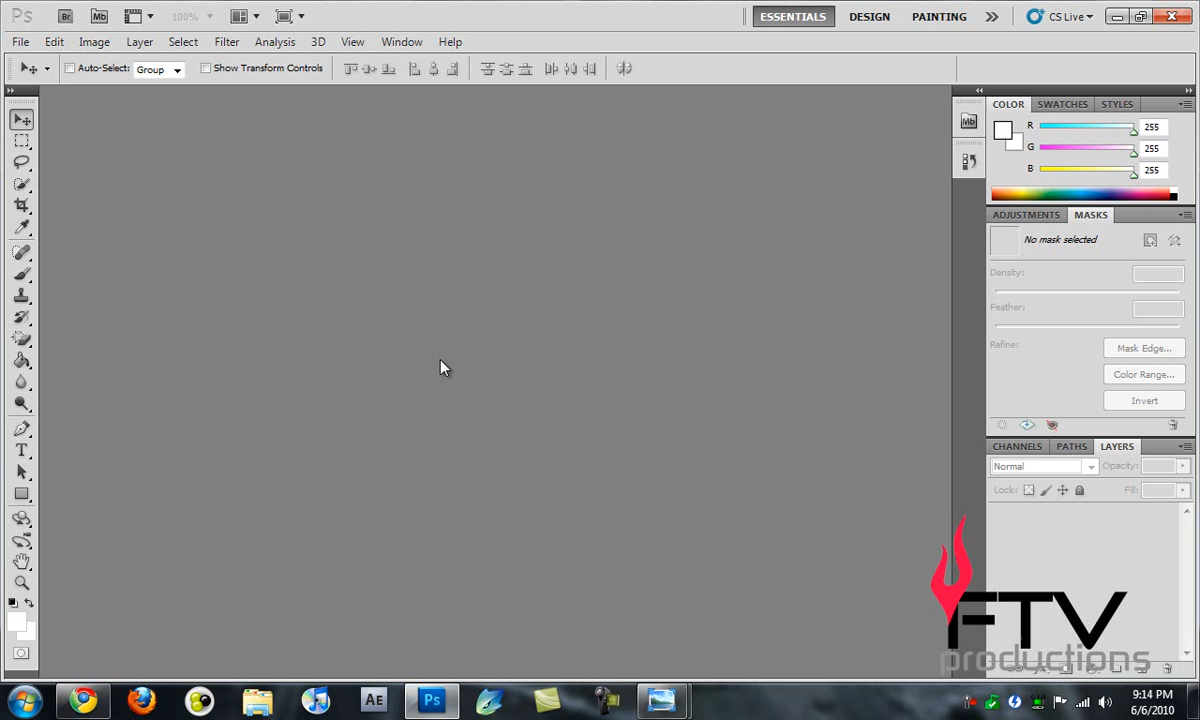 Ps Br Mb 100% ESSENTIALS DESIGN PAINTING CS Live
File Edit Image Layer Select Filter Analysis 3D View Window Help
Auto-Select: Group Show Transform Controls
COLOR SWATCHES STYLES
Mb
R 255
G 255
B 255
ADJUSTMENTS MASKS
No mask selected
Density:
Feather:
Refine: Mask Edge...
Color Range...
Invert
T
CHANNELS PATHS LAYERS
Normal Opacity:
Lock: Fill:
FTV
productions
AE Ps
9:14 PM
6/6/2010